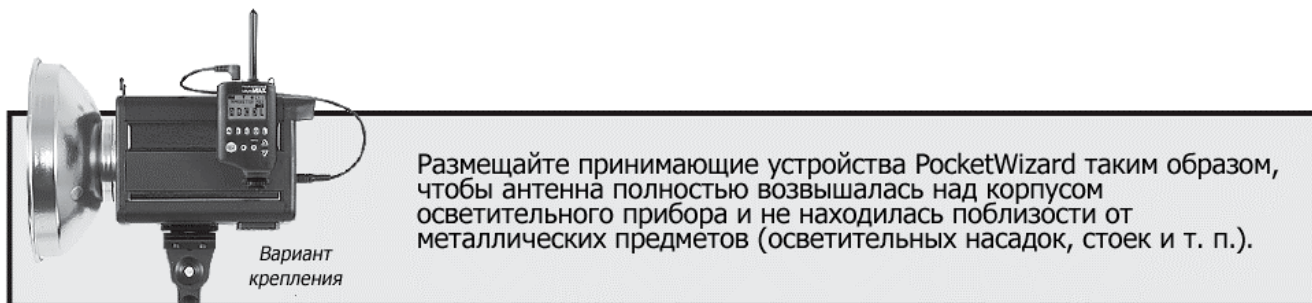 MAX
Размещайте принимающие устройства PocketWizard таким образом,
чтобы антенна полностью возвышалась над корпусом
осветительного прибора и не находилась поблизости от
металлических предметов (осветительных насадок, стоек и т. п.).
Вариант
крепления